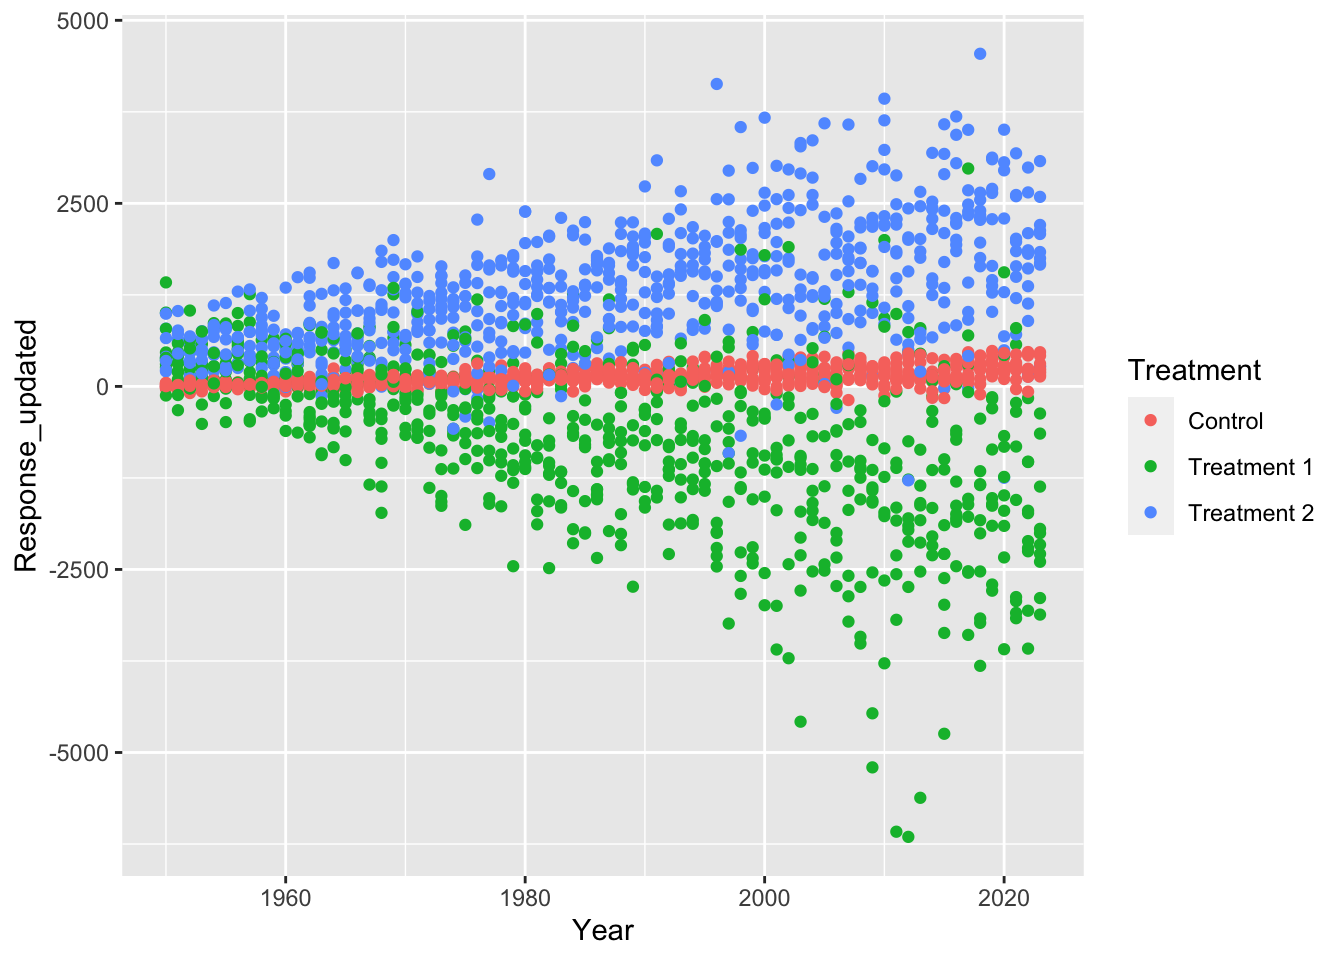 5000
2500
0
-2500
-5000
Response_updated
1960 1980 2000 2020
Year
Treatment
Control
Treatment 1
Treatment 2